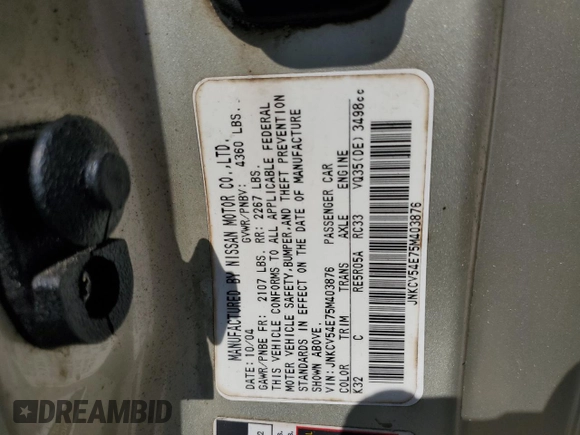 MANUFACTURED BY NISSAN MOTOR CO.,LTD.
DATE: 10/04 GVWR/PNBV: 4360 LBS..
GAWR/PNBE FR: 2107 LBS. RR: 2267 LBS.
THIS VEHICLE CONFORMS TO ALL APPLICABLE FEDERAL
MOTOR VEHICLE SAFETY,BUMPER,AND THEFT PREVENTION
STANDARDS IN EFFECT ON THE DATE OF MANUFACTURE
SHOWN ABOVE.
VIN: JNKCV54E75M403876 PASSENGER CAR
COLOR TRIM TRANS AXLE ENGINE
K32 C RE5R05A RC33 VQ35(DE) 3498cc
JNKCV54E75M403876
DREAMBID